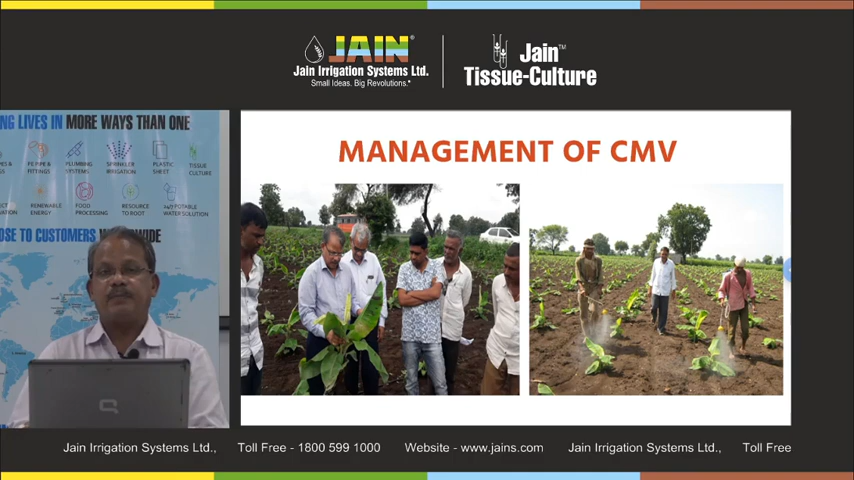 JAIN®
Jain Irrigation Systems Ltd.
Small Ideas. Big Revolutions.®
Jain™
Tissue-Culture
NG LIVES IN MORE WAYS THAN ONE
PE PIPE & FITTINGS
PLUMBING SYSTEMS
SPRINKLER IRRIGATION
PLASTIC SHEET
TISSUE CULTURE
RENEWABLE ENERGY
FOOD PROCESSING
RESOURCE TO ROOT
24/7 POTABLE WATER SOLUTION
OSE TO CUSTOMERS
MANAGEMENT OF CMV
Jain Irrigation Systems Ltd., Toll Free - 1800 599 1000 Website - www.jains.com Jain Irrigation Systems Ltd., Toll Free